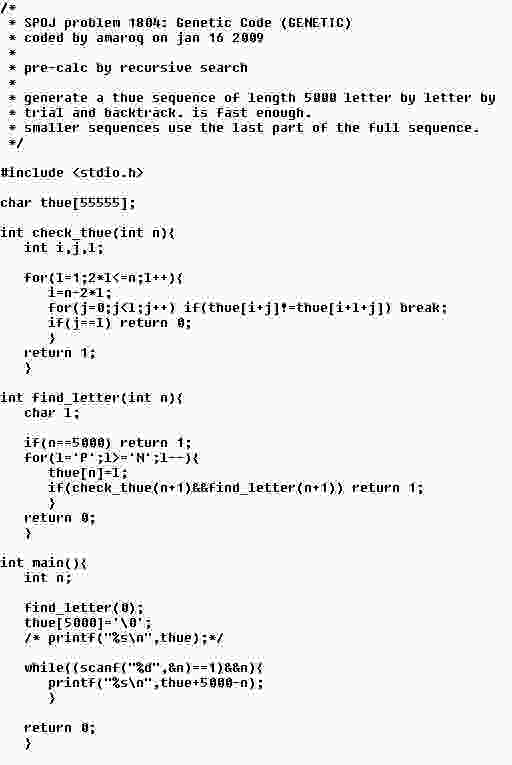 /*
 * SPOJ problem 1804: Genetic Code (GENETIC)
 * coded by amaroq on jan 16 2009
 *
 * pre-calc by recursive search
 *
 * generate a thue sequence of length 5000 letter by letter by
 * trial and backtrack. is fast enough.
 * smaller sequences use the last part of the full sequence.
 */

#include <stdio.h>

char thue[55555];

int check_thue(int n){
   int i,j,l;

   for(l=1;2*l<=n;l++){
      i=n-2*l;
      for(j=0;j<l;j++) if(thue[i+j]!=thue[i+l+j]) break;
      if(j==l) return 0;
      }
   return 1;
   }

int find_letter(int n){
   char l;

   if(n==5000) return 1;
   for(l='P';l>='N';l--){
      thue[n]=l;
      if(check_thue(n+1)&&find_letter(n+1)) return 1;
      }
   return 0;
   }

int main(){
   int n;

   find_letter(0);
   thue[5000]='\0';
   /* printf("%s\n",thue);*/

   while((scanf("%d",&n)==1)&&n){
      printf("%s\n",thue+5000-n);
      }

   return 0;
   }